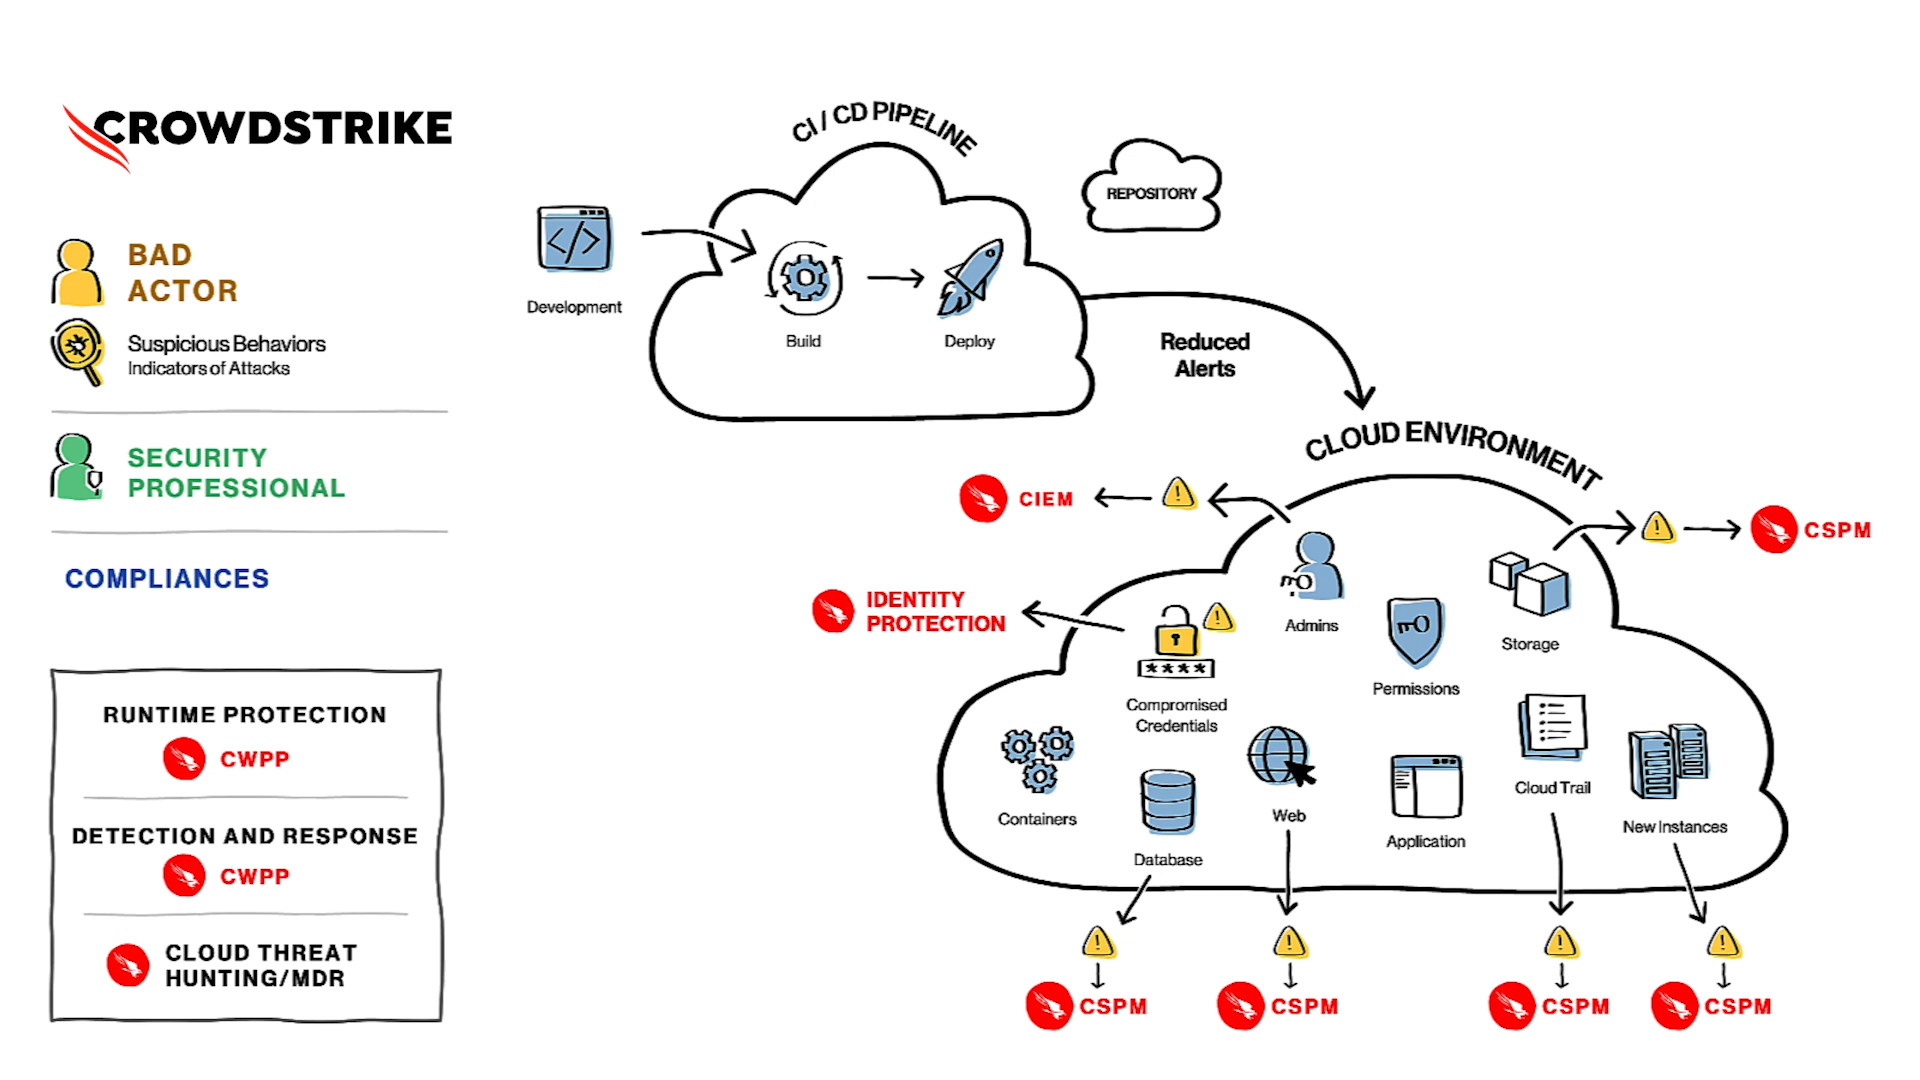 CROWDSTRIKE
BAD
ACTOR
Suspicious Behaviors
Indicators of Attacks
SECURITY
PROFESSIONAL
COMPLIANCES
RUNTIME PROTECTION
CWPP
DETECTION AND RESPONSE
CWPP
CLOUD THREAT
HUNTING/MDR
CI / CD PIPELINE
REPOSITORY
Development
Build
Deploy
Reduced
Alerts
CLOUD ENVIRONMENT
CIEM
CSPM
IDENTITY
PROTECTION
Admins
Storage
Permissions
Compromised
Credentials
Containers
Database
Web
Application
Cloud Trail
New Instances
CSPM
CSPM
CSPM
CSPM